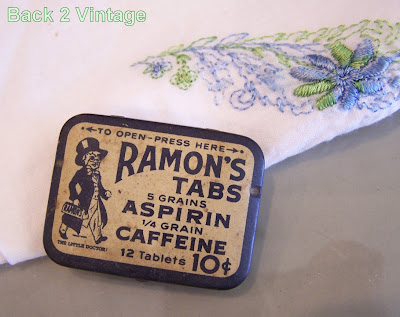 Back 2 Vintage
←TO OPEN-PRESS HERE→
RAMON'S
TABS
5 GRAINS
ASPIRIN
1/4 GRAIN
CAFFEINE
12 Tablets 10¢
RAMON'S
THE LITTLE DOCTOR